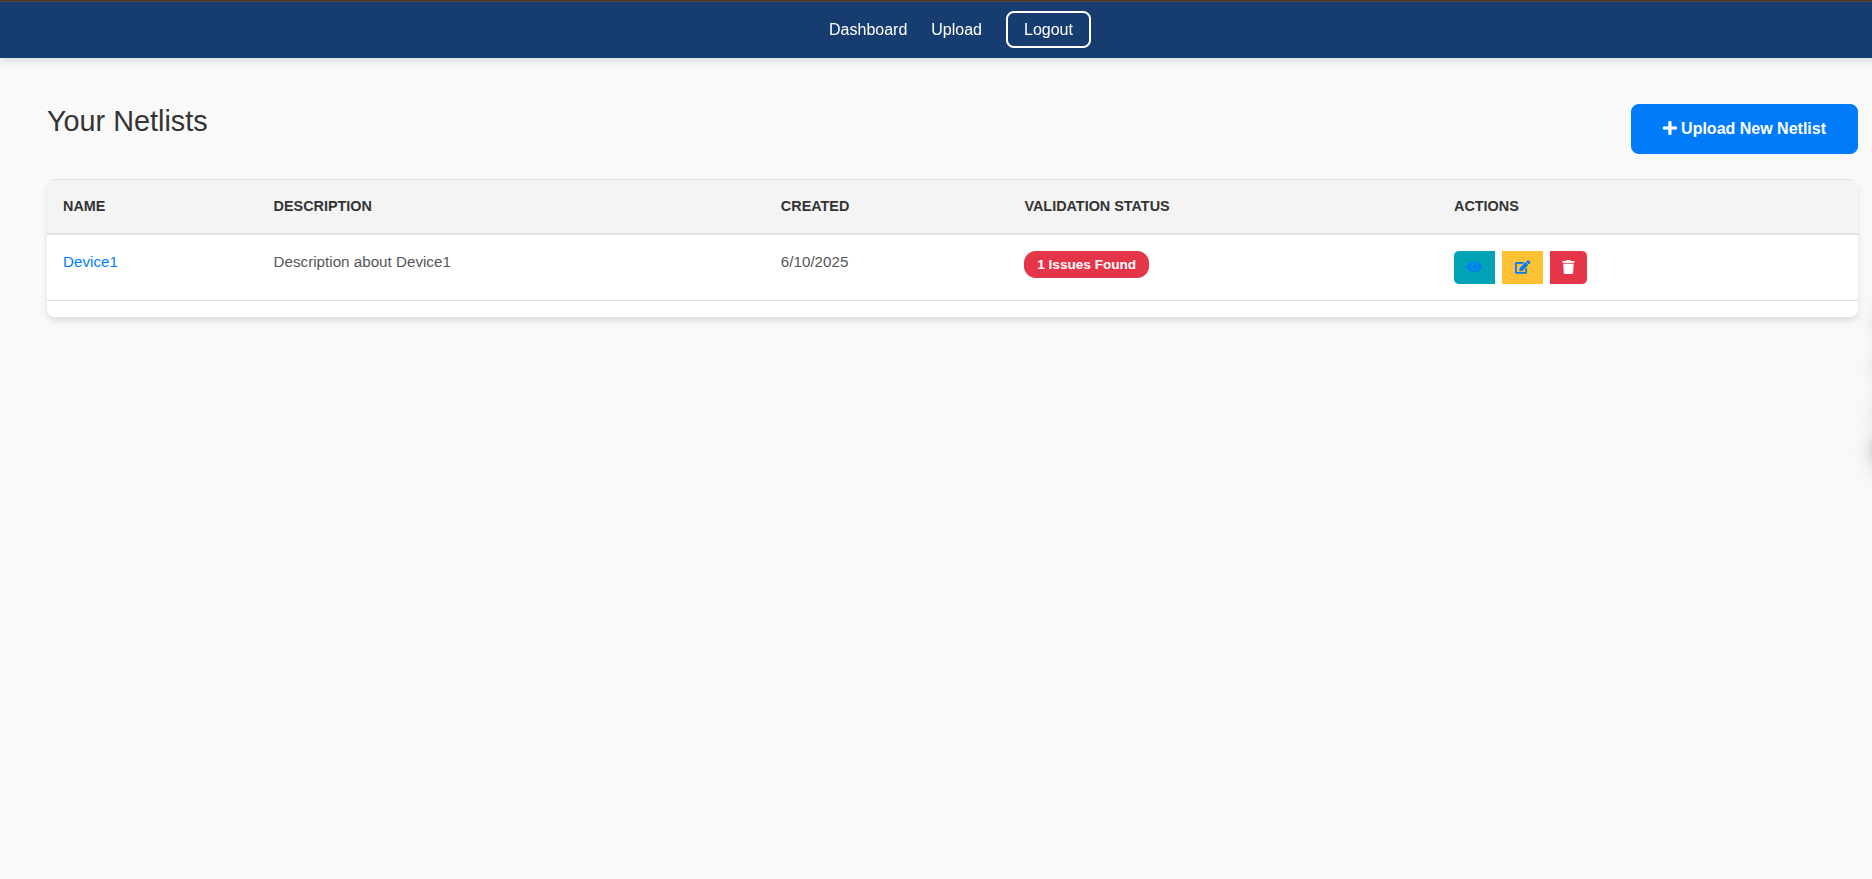 Dashboard Upload Logout
Your Netlists
Upload New Netlist
NAME DESCRIPTION CREATED VALIDATION STATUS ACTIONS
Device1 Description about Device1 6/10/2025 1 Issues Found